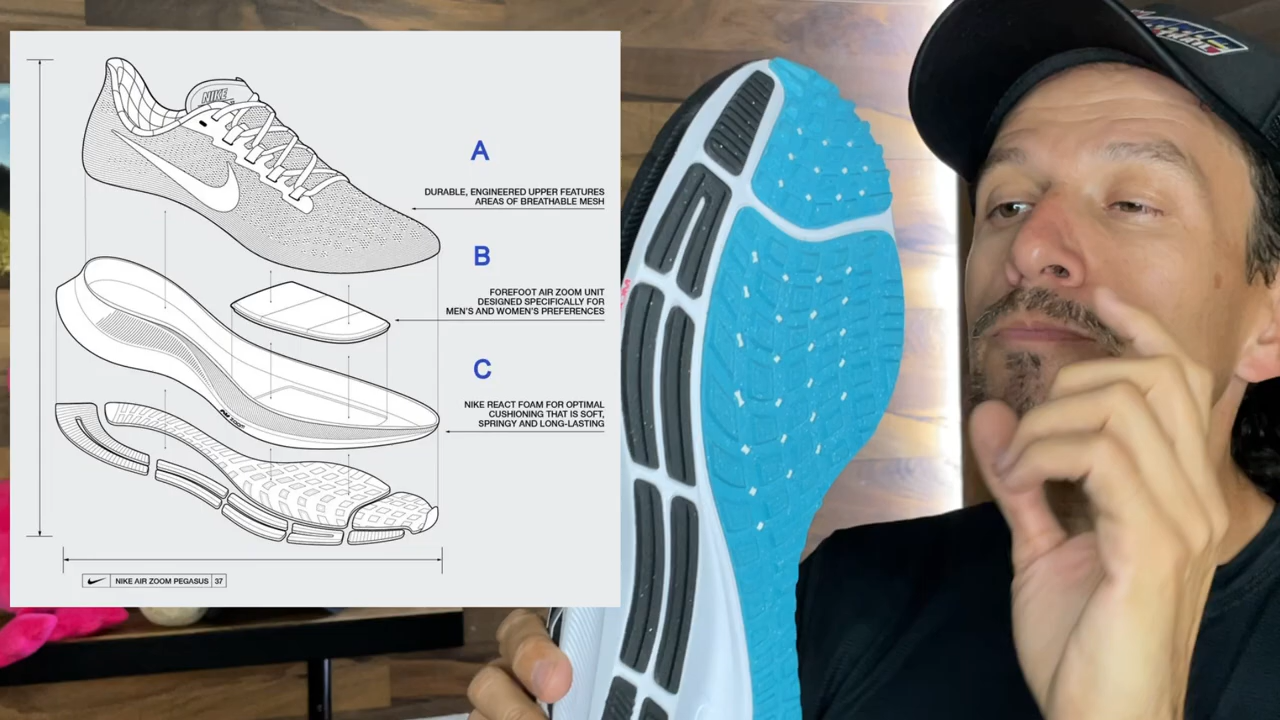 NIKE
A
DURABLE, ENGINEERED UPPER FEATURES
AREAS OF BREATHABLE MESH
B
FOREFOOT AIR ZOOM UNIT
DESIGNED SPECIFICALLY FOR
MEN'S AND WOMEN'S PREFERENCES
C
NIKE REACT FOAM FOR OPTIMAL
CUSHIONING THAT IS SOFT,
SPRINGY AND LONG-LASTING
NIKE AIR ZOOM PEGASUS 37